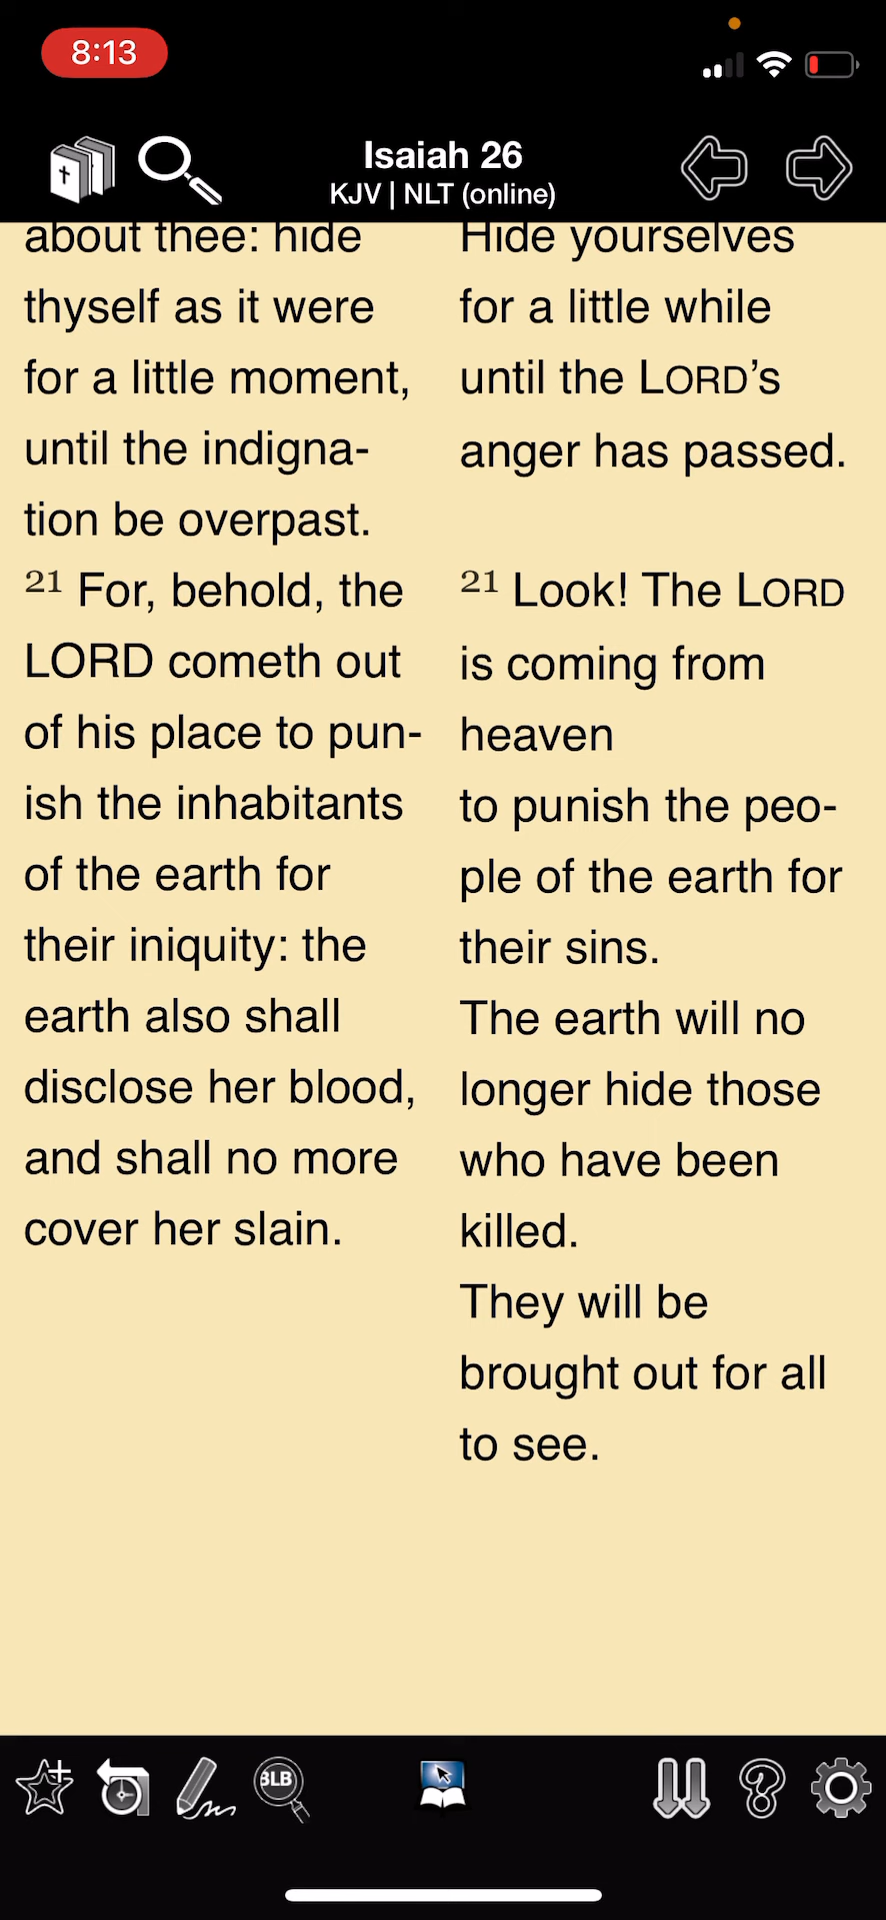 8:13
Isaiah 26
KJV | NLT (online)
about thee: hide
thyself as it were
for a little moment,
until the indigna-
tion be overpast.
21 For, behold, the
LORD cometh out
of his place to pun-
ish the inhabitants
of the earth for
their iniquity: the
earth also shall
disclose her blood,
and shall no more
cover her slain.
Hide yourselves
for a little while
until the LORD’s
anger has passed.
21 Look! The LORD
is coming from
heaven
to punish the peo-
ple of the earth for
their sins.
The earth will no
longer hide those
who have been
killed.
They will be
brought out for all
to see.
BLB